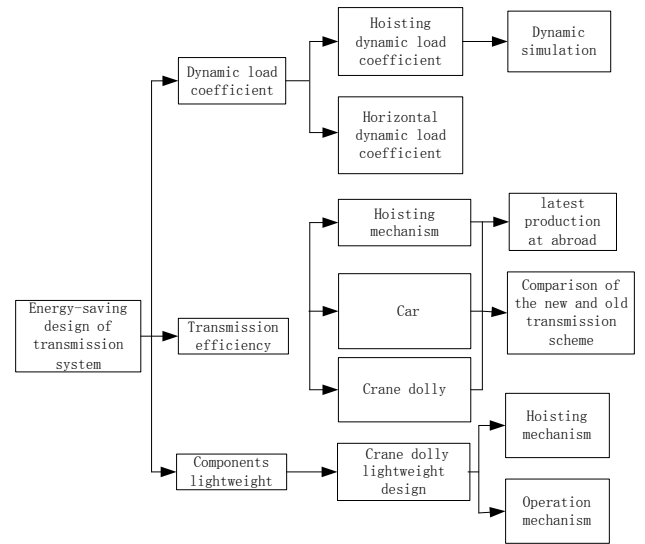 Energy-saving
design of
transmission
system
Dynamic load
coefficient
Hoisting
dynamic load
coefficient
Dynamic
simulation
Horizontal
dynamic load
coefficient
Transmission
efficiency
Hoisting
mechanism
Car
Crane dolly
latest
production
at abroad
Comparison of
the new and old
transmission
scheme
Components
lightweight
Crane dolly
lightweight
design
Hoisting
mechanism
Operation
mechanism